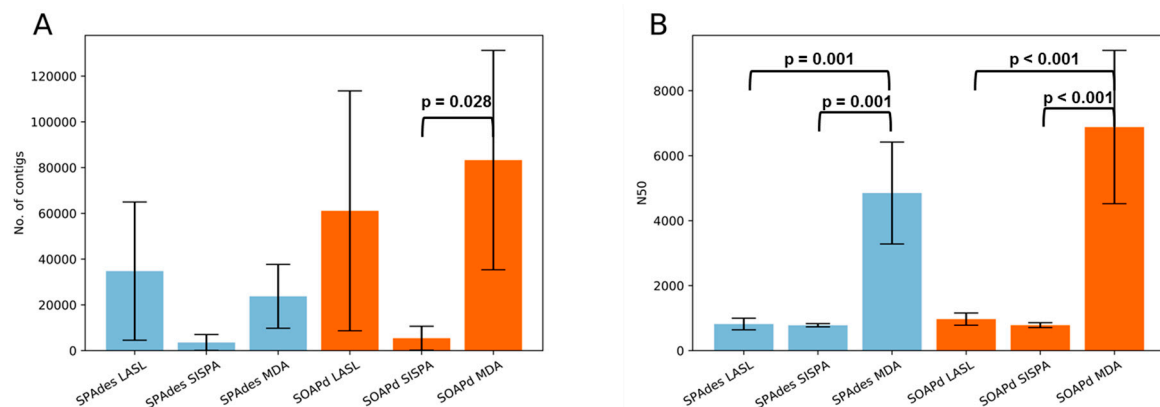 A
No. of contigs
120000
100000
80000
60000
40000
20000
0
p = 0.028
SPAdes LASL
SPAdes SISPA
SPAdes MDA
SOAPd LASL
SOAPd SISPA
SOAPd MDA
B
N50
8000
6000
4000
2000
0
p = 0.001
p = 0.001
p < 0.001
p < 0.001
SPAdes LASL
SPAdes SISPA
SPAdes MDA
SOAPd LASL
SOAPd SISPA
SOAPd MDA